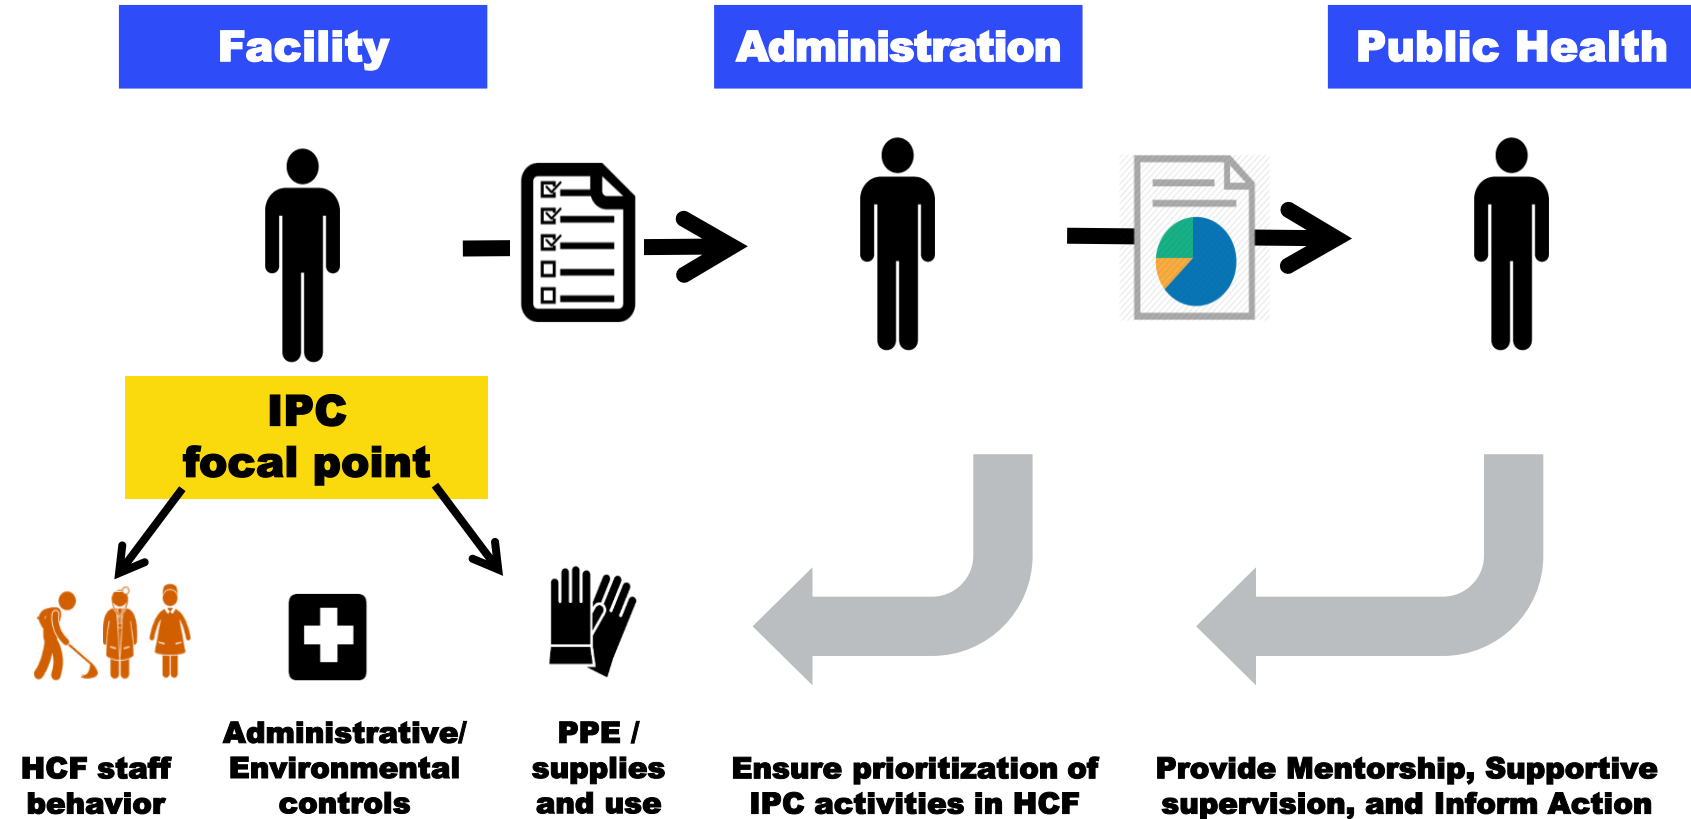 Facility
Administration
Public Health
IPC
focal point
HCF staff
behavior
Administrative/
Environmental
controls
PPE /
supplies
and use
Ensure prioritization of
IPC activities in HCF
Provide Mentorship, Supportive
supervision, and Inform Action